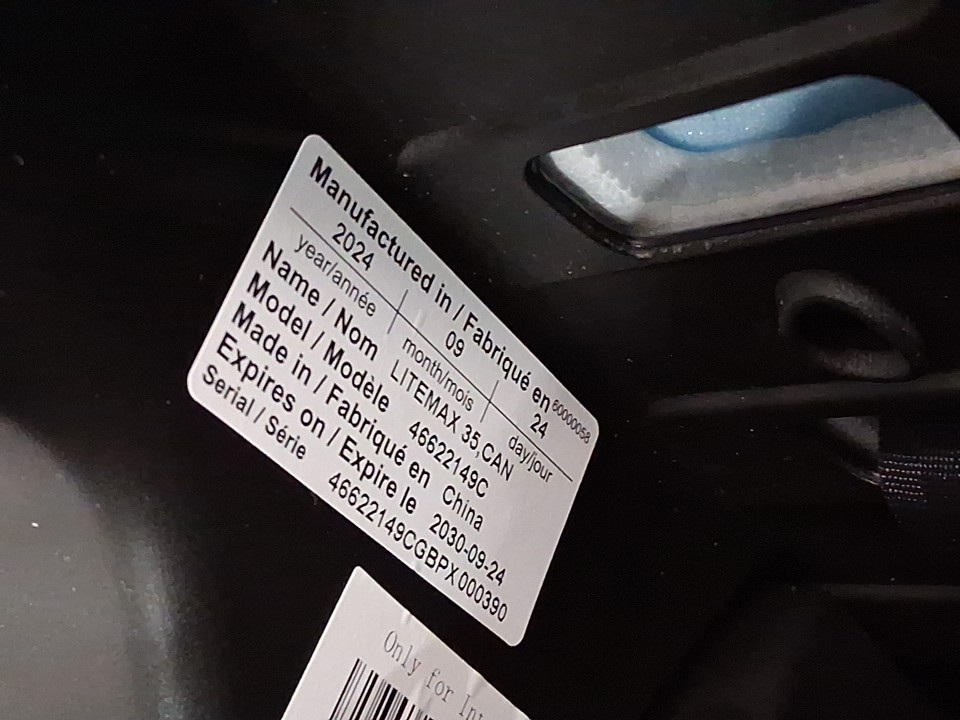 Manufactured in / Fabriqué en 60000058
2024 | 09 | 24
year/année | month/mois | day/jour
Name / Nom LITEMAX 35,CAN
Model / Modèle 46622149C
Made in / Fabriqué en China
Expires on / Expire le 2030-09-24
Serial / Série 46622149CGBPX000390
Only for